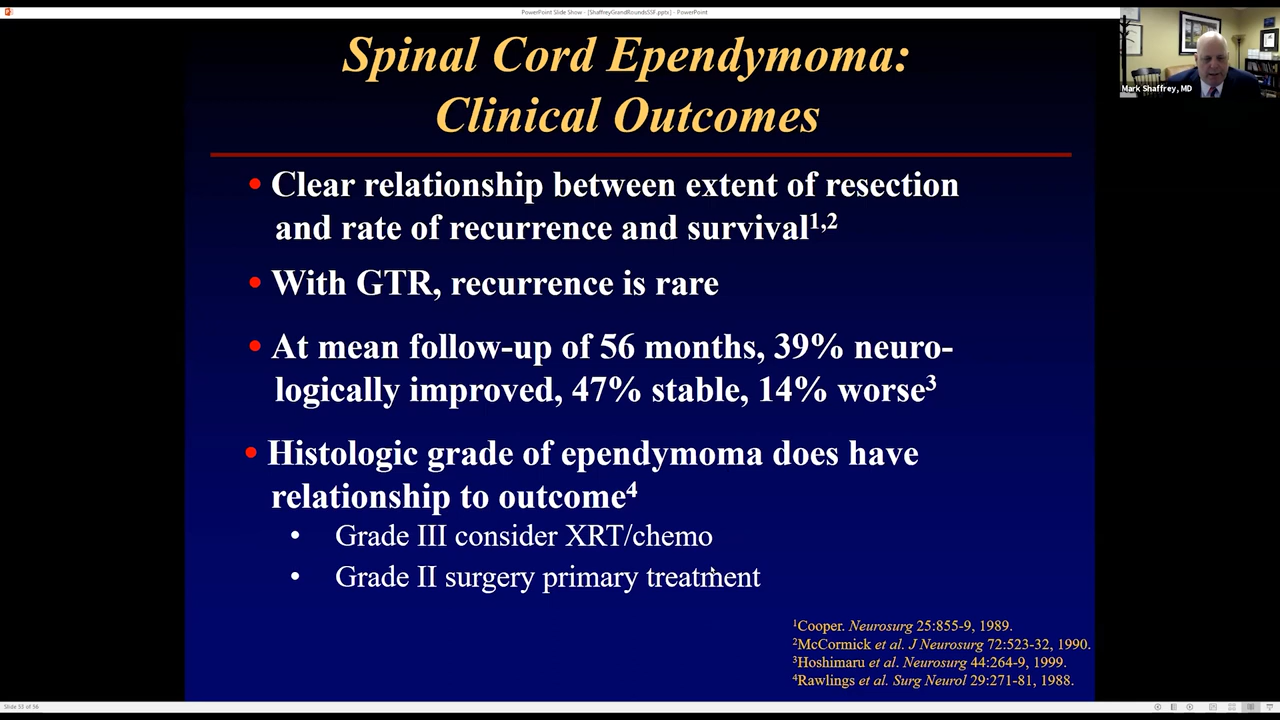 PowerPoint Slide Show - [ShaffreyGrandRoundsSSF.pptx] - PowerPoint
Mark Shaffrey, MD
Spinal Cord Ependymoma:
Clinical Outcomes
• Clear relationship between extent of resection
and rate of recurrence and survival1,2
• With GTR, recurrence is rare
• At mean follow-up of 56 months, 39% neuro-
logically improved, 47% stable, 14% worse3
• Histologic grade of ependymoma does have
relationship to outcome4
• Grade III consider XRT/chemo
• Grade II surgery primary treatment
1Cooper. Neurosurg 25:855-9, 1989.
2McCormick et al. J Neurosurg 72:523-32, 1990.
3Hoshimaru et al. Neurosurg 44:264-9, 1999.
4Rawlings et al. Surg Neurol 29:271-81, 1988.
Slide 53 of 56